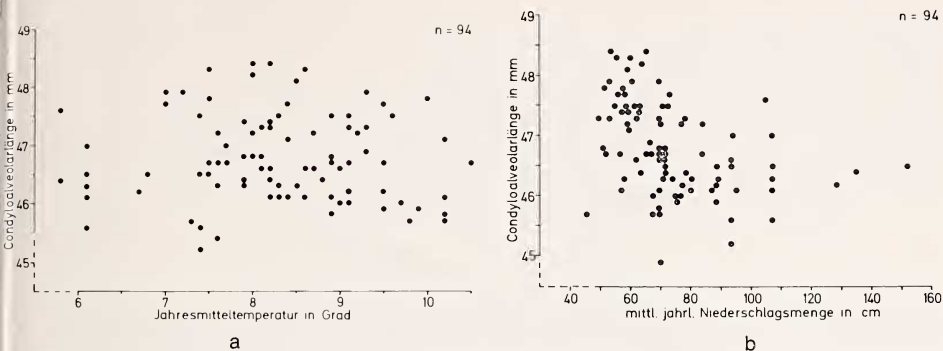 49
n = 94
48
47
46
45
Condyloalveolarlänge in mm
6
7
8
9
10
Jahresmitteltemperatur in Grad
a
49
n = 94
48
47
46
45
Condyloalveolarlänge in mm
40
60
80
100
120
140
160
mittl. jährl. Niederschlagsmenge in cm
b